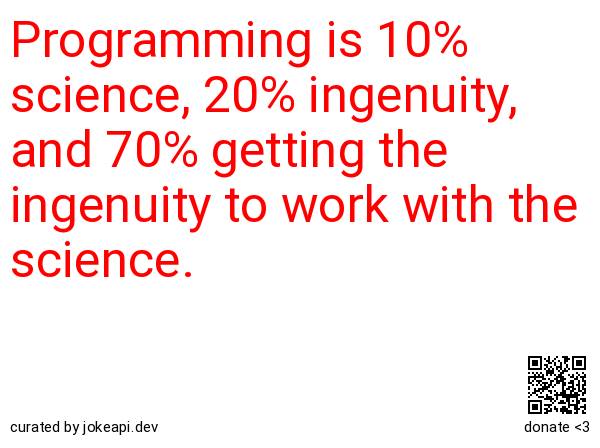 Programming is 10%
science, 20% ingenuity,
and 70% getting the
ingenuity to work with the
science.
curated by jokeapi.dev
donate <3